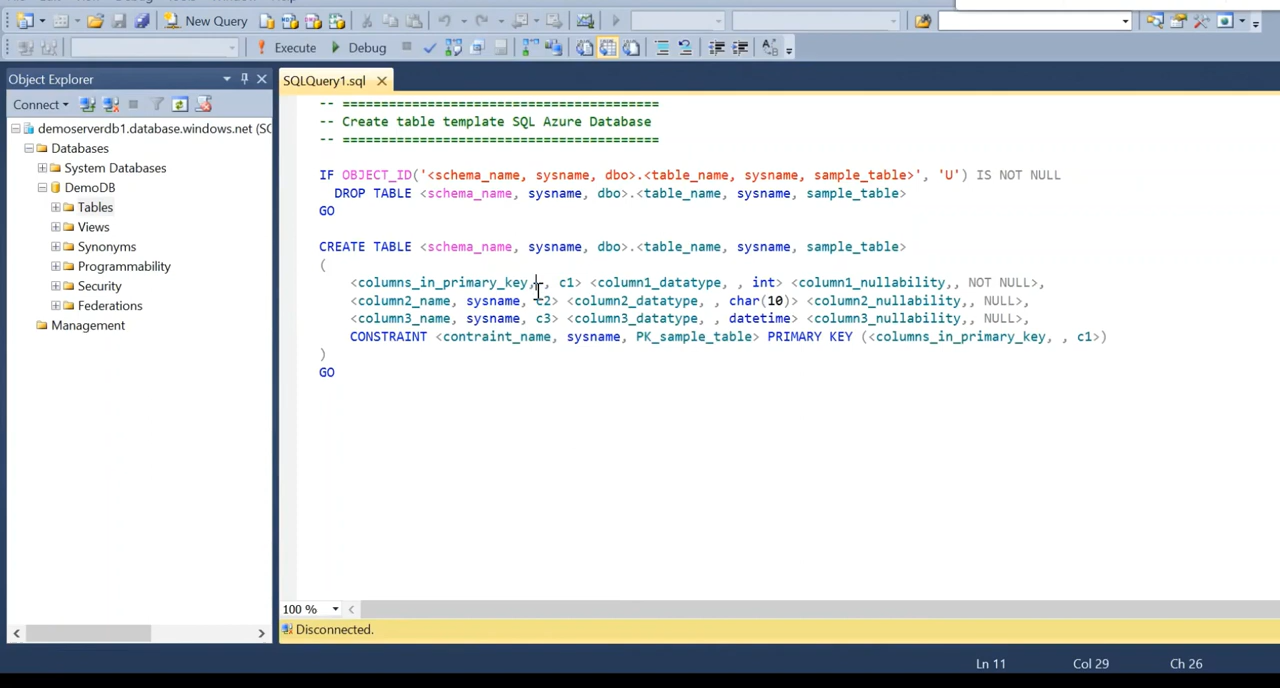 New Query
Execute
Debug
Object Explorer
SQLQuery1.sql
Connect
demoserverdb1.database.windows.net (SQ
Databases
System Databases
DemoDB
Tables
Views
Synonyms
Programmability
Security
Federations
Management
-- =========================================
-- Create table template SQL Azure Database
-- =========================================
IF OBJECT_ID('<schema_name, sysname, dbo>.<table_name, sysname, sample_table>', 'U') IS NOT NULL
DROP TABLE <schema_name, sysname, dbo>.<table_name, sysname, sample_table>
GO
CREATE TABLE <schema_name, sysname, dbo>.<table_name, sysname, sample_table>
(
<columns_in_primary_key, , c1> <column1_datatype, , int> <column1_nullability,, NOT NULL>,
<column2_name, sysname, c2> <column2_datatype, , char(10)> <column2_nullability,, NULL>,
<column3_name, sysname, c3> <column3_datatype, , datetime> <column3_nullability,, NULL>,
CONSTRAINT <contraint_name, sysname, PK_sample_table> PRIMARY KEY (<columns_in_primary_key, , c1>)
)
GO
100 %
Disconnected.
Ln 11 Col 29 Ch 26